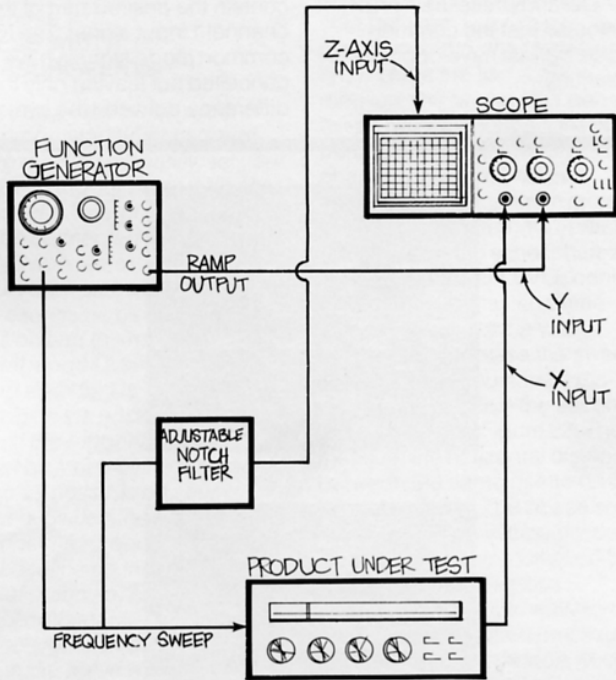 Z-AXIS
INPUT
SCOPE
FUNCTION
GENERATOR
RAMP
OUTPUT
Y
INPUT
X
INPUT
ADJUSTABLE
NOTCH
FILTER
PRODUCT UNDER TEST
FREQUENCY SWEEP